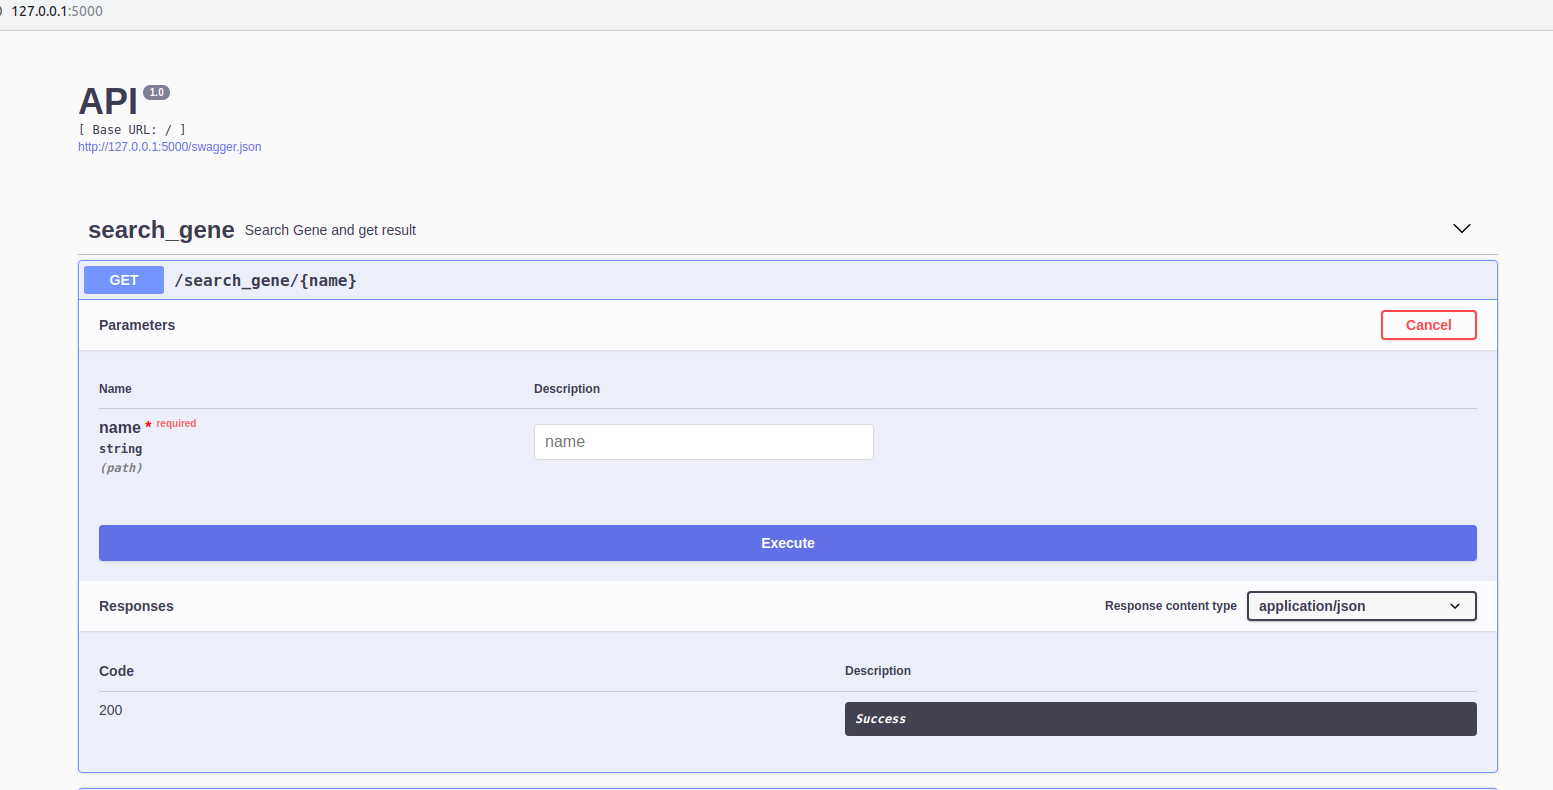 127.0.0.1:5000
API 1.0
[ Base URL: / ]
http://127.0.0.1:5000/swagger.json
search_gene Search Gene and get result
GET /search_gene/{name}
Parameters Cancel
Name Description
name * required
string
(path)
name
Execute
Responses Response content type application/json
Code Description
200 Success